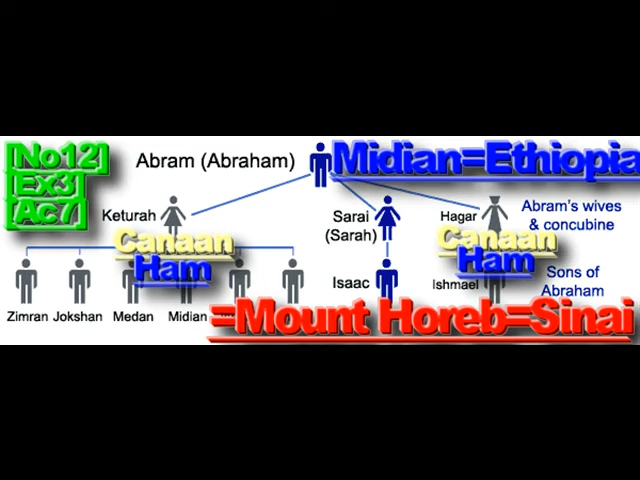 [No12]
[Ex3]
[Ac7]
Abram (Abraham)
Midian=Ethiopia
Keturah
Sarai
(Sarah)
Hagar
Abram's wives
& concubine
Canaan
Ham
Canaan
Ham
Isaac
Ishmael
Sons of
Abraham
Zimran
Jokshan
Medan
Midian
=Mount Horeb=Sinai